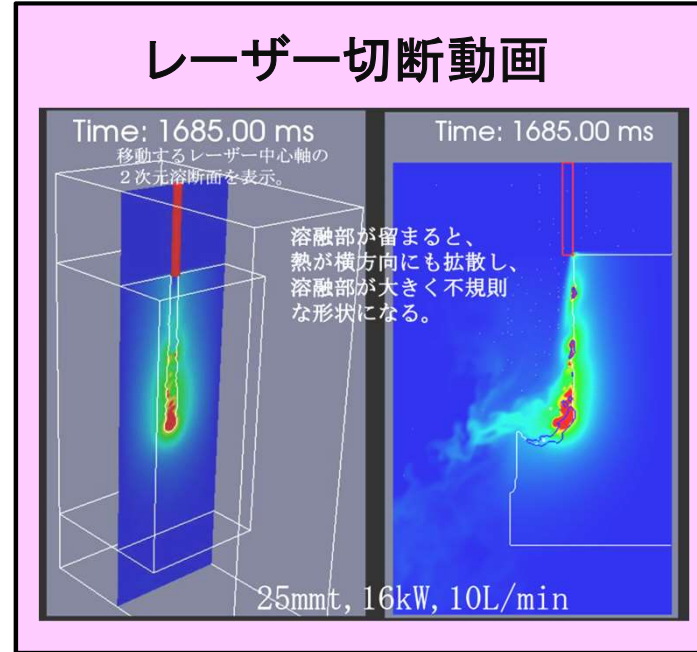 レーザー切断動画
Time: 1685.00 ms
移動するレーザー中心軸の
２次元溶断面を表示。
Time: 1685.00 ms
溶融部が留まると、
熱が横方向にも拡散し、
溶融部が大きく不規則
な形状になる。
25mmt, 16kW, 10L/min